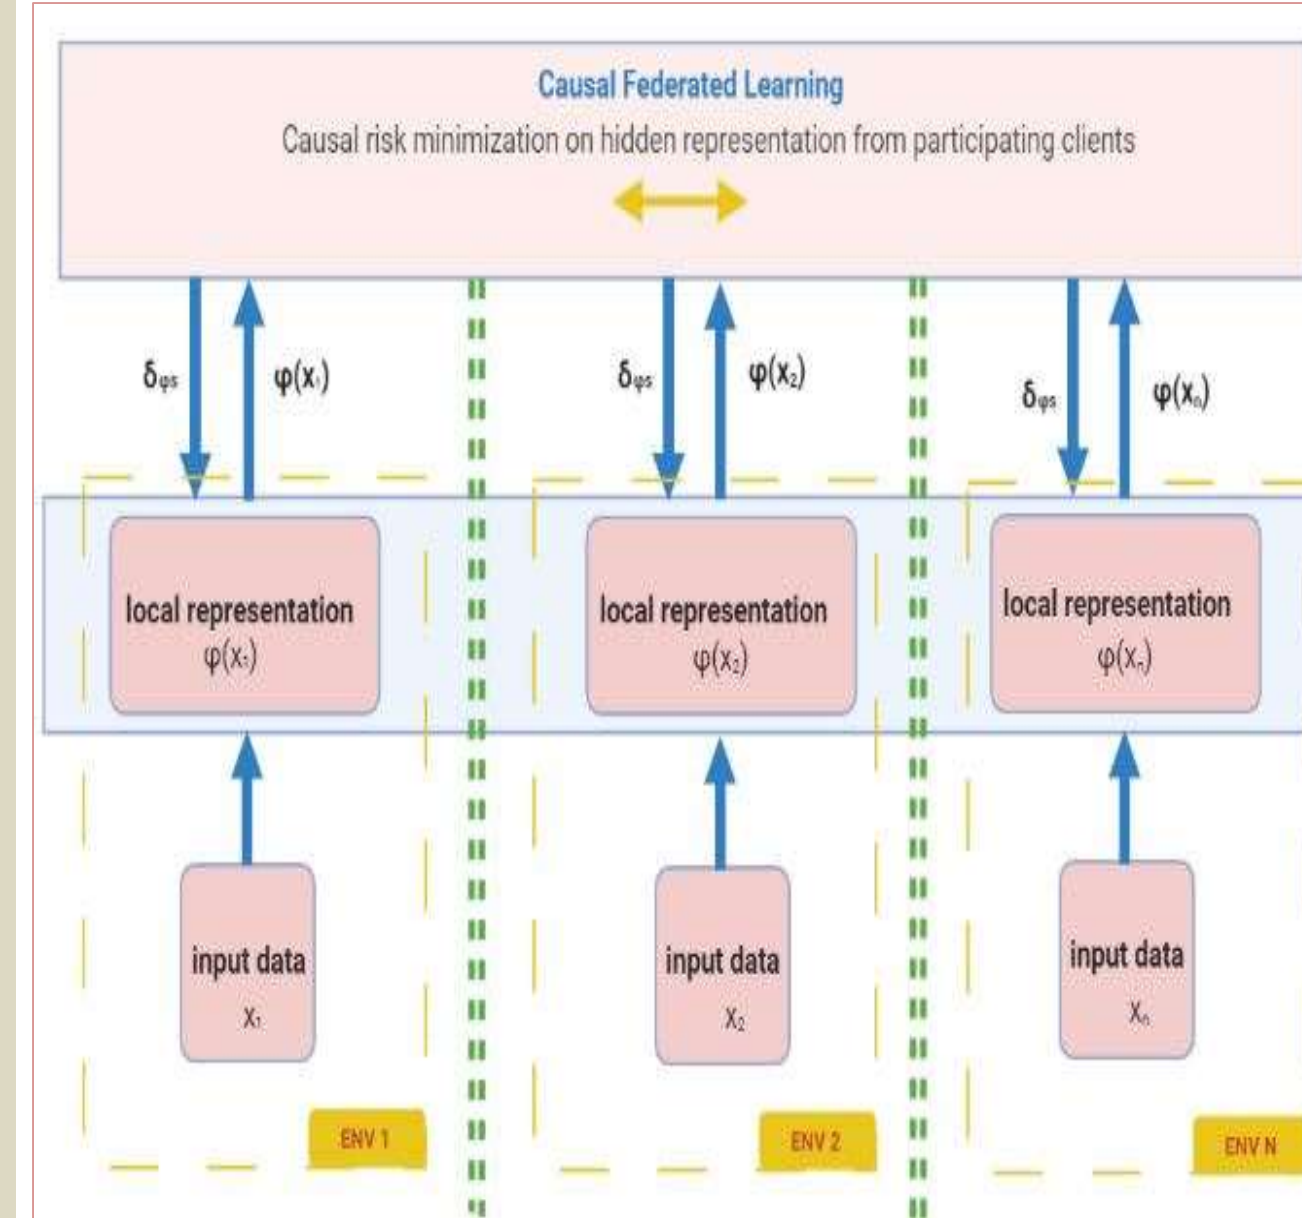 Causal Federated Learning
Causal risk minimization on hidden representation from participating clients
δφs φ(x₁) δφs φ(x₂) δφs φ(xₙ)
local representation local representation local representation
φ(x₁) φ(x₂) φ(xₙ)
input data input data input data
x₁ x₂ xₙ
ENV 1 ENV 2 ENV N